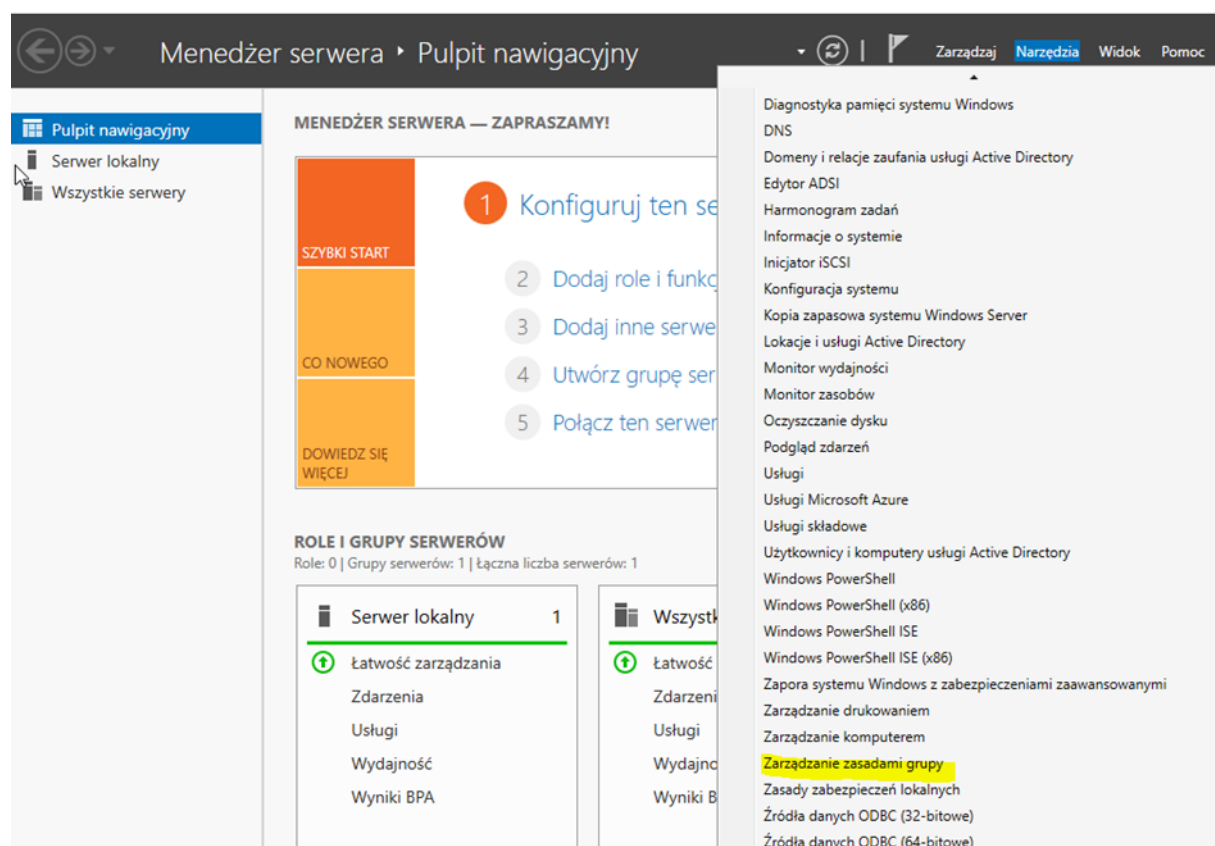 Menedżer serwera ‣ Pulpit nawigacyjny
Zarządzaj Narzędzia Widok Pomoc
Pulpit nawigacyjny
Serwer lokalny
Wszystkie serwery
MENEDŻER SERWERA — ZAPRASZAMY!
SZYBKI START
CO NOWEGO
DOWIEDZ SIĘ
WIĘCEJ
1 Konfiguruj ten se
2 Dodaj role i funkc
3 Dodaj inne serwe
4 Utwórz grupę ser
5 Połącz ten serwer
ROLE I GRUPY SERWERÓW
Role: 0 | Grupy serwerów: 1 | Łączna liczba serwerów: 1
Serwer lokalny 1
Łatwość zarządzania
Zdarzenia
Usługi
Wydajność
Wyniki BPA
Wszystk
Łatwość
Zdarzeni
Usługi
Wydajno
Wyniki B
Diagnostyka pamięci systemu Windows
DNS
Domeny i relacje zaufania usługi Active Directory
Edytor ADSI
Harmonogram zadań
Informacje o systemie
Inicjator iSCSI
Konfiguracja systemu
Kopia zapasowa systemu Windows Server
Lokacje i usługi Active Directory
Monitor wydajności
Monitor zasobów
Oczyszczanie dysku
Podgląd zdarzeń
Usługi
Usługi Microsoft Azure
Usługi składowe
Użytkownicy i komputery usługi Active Directory
Windows PowerShell
Windows PowerShell (x86)
Windows PowerShell ISE
Windows PowerShell ISE (x86)
Zapora systemu Windows z zabezpieczeniami zaawansowanymi
Zarządzanie drukowaniem
Zarządzanie komputerem
Zarządzanie zasadami grupy
Zasady zabezpieczeń lokalnych
Źródła danych ODBC (32-bitowe)
Źródła danych ODBC (64-bitowe)